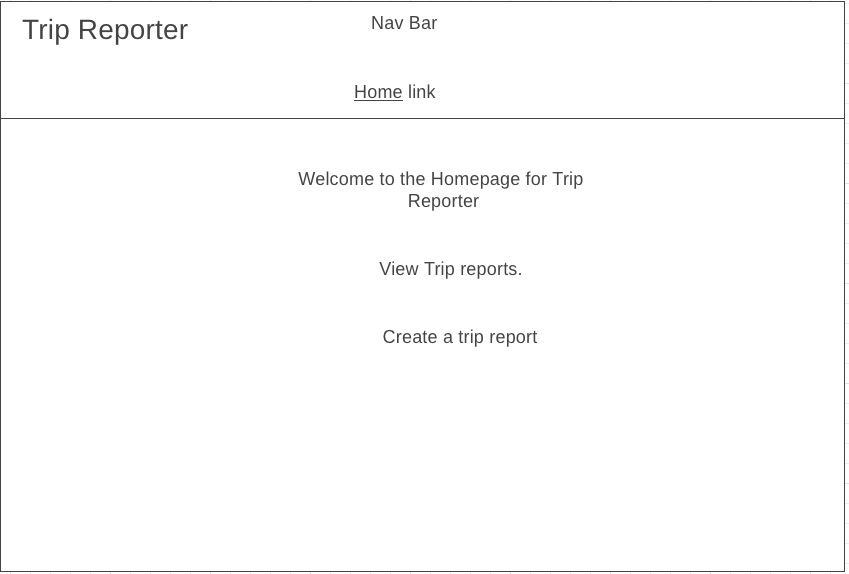 Trip Reporter
Nav Bar
Home link
Welcome to the Homepage for Trip
Reporter
View Trip reports.
Create a trip report